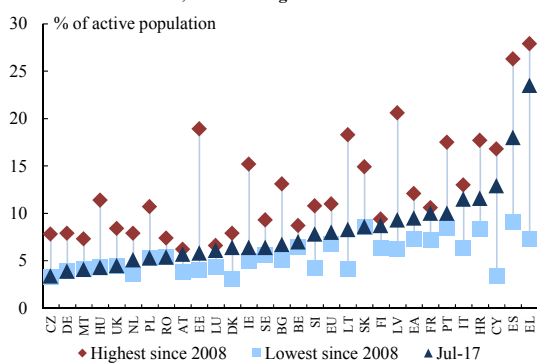 % of active population
30
25
20
15
10
5
0
CZ DE MT HU UK NL PL RO AT EE LU DK IE SE BG BE SI EU LT SK FI LV EA FR PT IT HR CY ES EL
Highest since 2008 Lowest since 2008 Jul-17